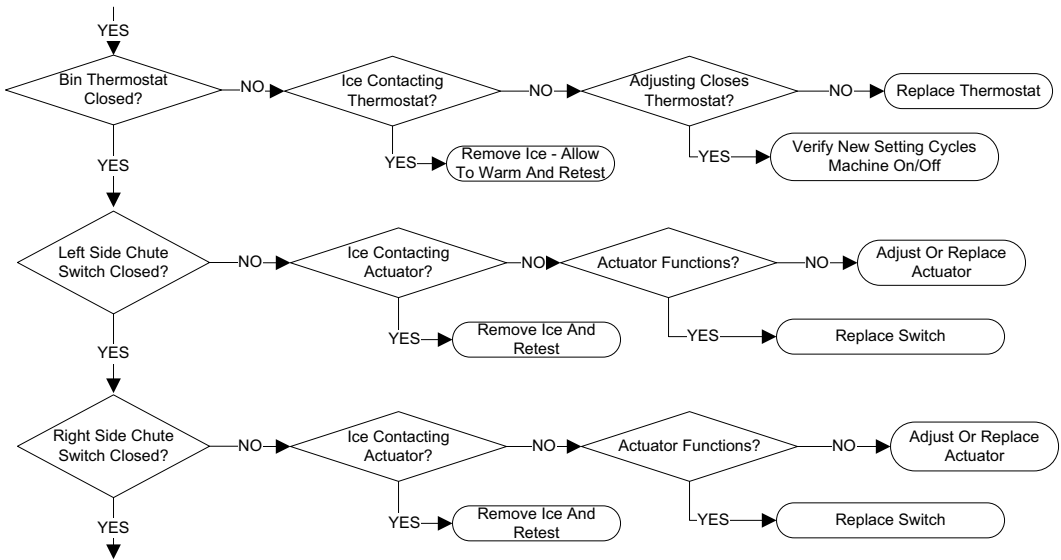 YES
Bin Thermostat
Closed?
NO
Ice Contacting
Thermostat?
NO
Adjusting Closes
Thermostat?
NO
Replace Thermostat
YES
YES
Remove Ice - Allow
To Warm And Retest
YES
Verify New Setting Cycles
Machine On/Off
Left Side Chute
Switch Closed?
NO
Ice Contacting
Actuator?
NO
Actuator Functions?
NO
Adjust Or Replace
Actuator
YES
YES
Remove Ice And
Retest
YES
Replace Switch
Right Side Chute
Switch Closed?
NO
Ice Contacting
Actuator?
NO
Actuator Functions?
NO
Adjust Or Replace
Actuator
YES
YES
Remove Ice And
Retest
YES
Replace Switch